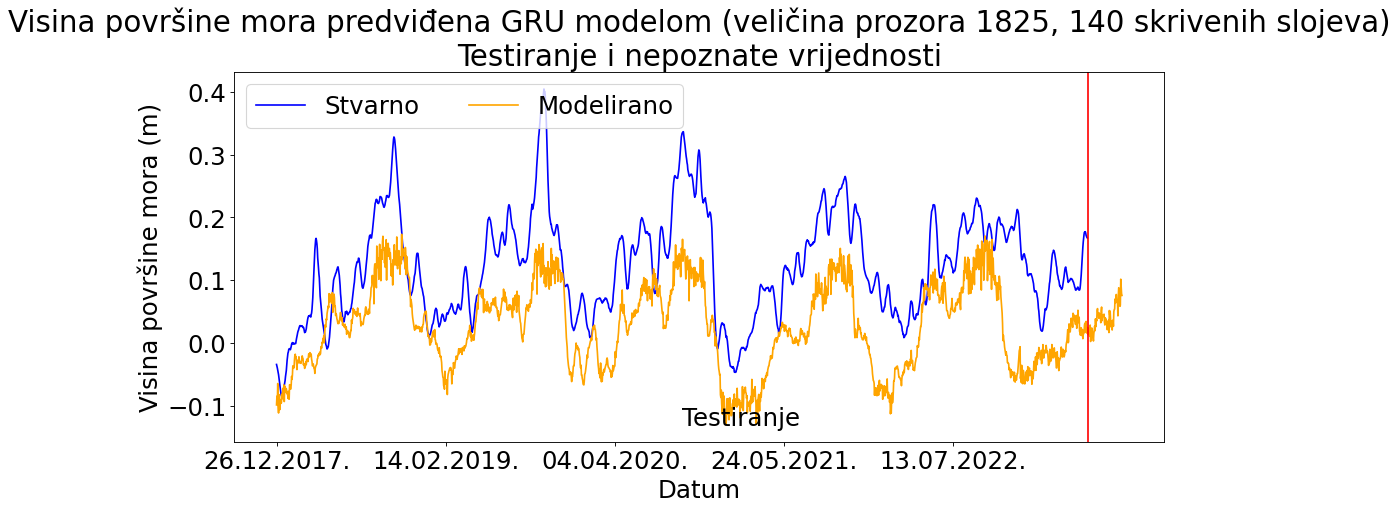 Visina površine mora predviđena GRU modelom (veličina prozora 1825, 140 skrivenih slojeva)
Testiranje i nepoznate vrijednosti
Stvarno Modelirano
Visina površine mora (m)
0.4
0.3
0.2
0.1
0.0
−0.1
Testiranje
26.12.2017. 14.02.2019. 04.04.2020. 24.05.2021. 13.07.2022.
Datum